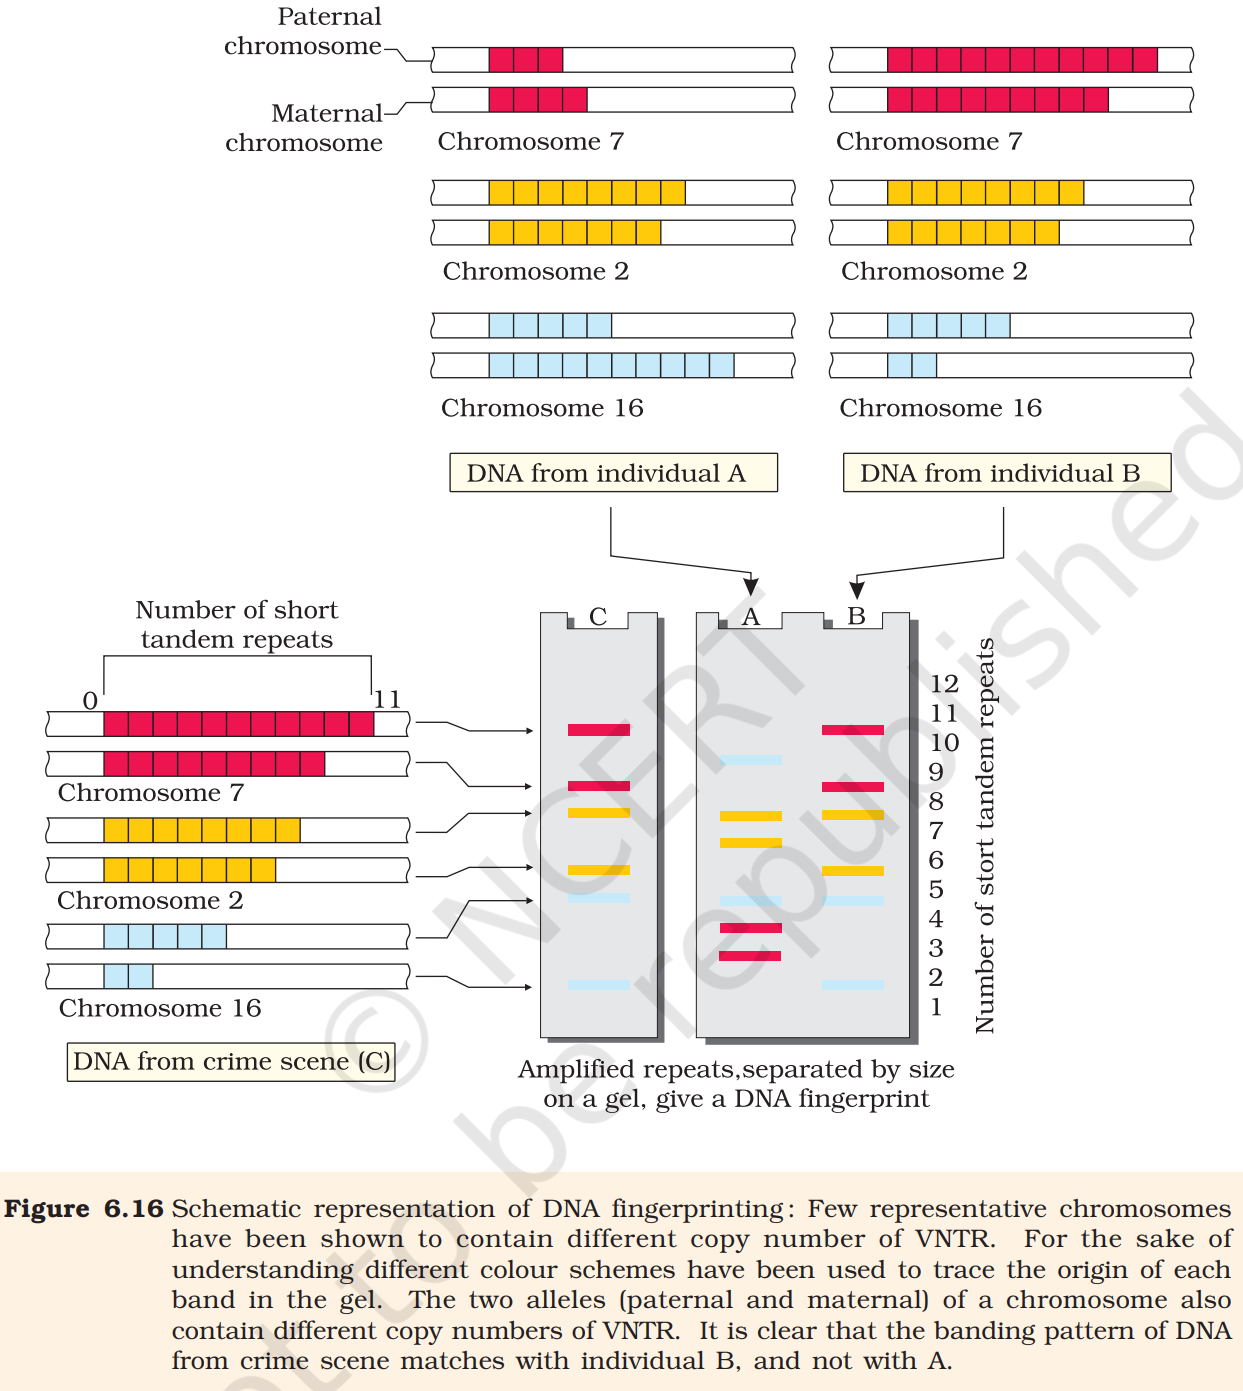 Paternal
chromosome
Maternal
chromosome
Chromosome 7
Chromosome 7
Chromosome 2
Chromosome 2
Chromosome 16
Chromosome 16
DNA from individual A
DNA from individual B
Number of short
tandem repeats
0
11
Chromosome 7
Chromosome 2
Chromosome 16
DNA from crime scene (C)
C
A
B
12
11
10
9
8
7
6
5
4
3
2
1
Number of stort tandem repeats
Amplified repeats,separated by size
on a gel, give a DNA fingerprint
© NCERT
not to be republished
Figure 6.16 Schematic representation of DNA fingerprinting : Few representative chromosomes
have been shown to contain different copy number of VNTR. For the sake of
understanding different colour schemes have been used to trace the origin of each
band in the gel. The two alleles (paternal and maternal) of a chromosome also
contain different copy numbers of VNTR. It is clear that the banding pattern of DNA
from crime scene matches with individual B, and not with A.